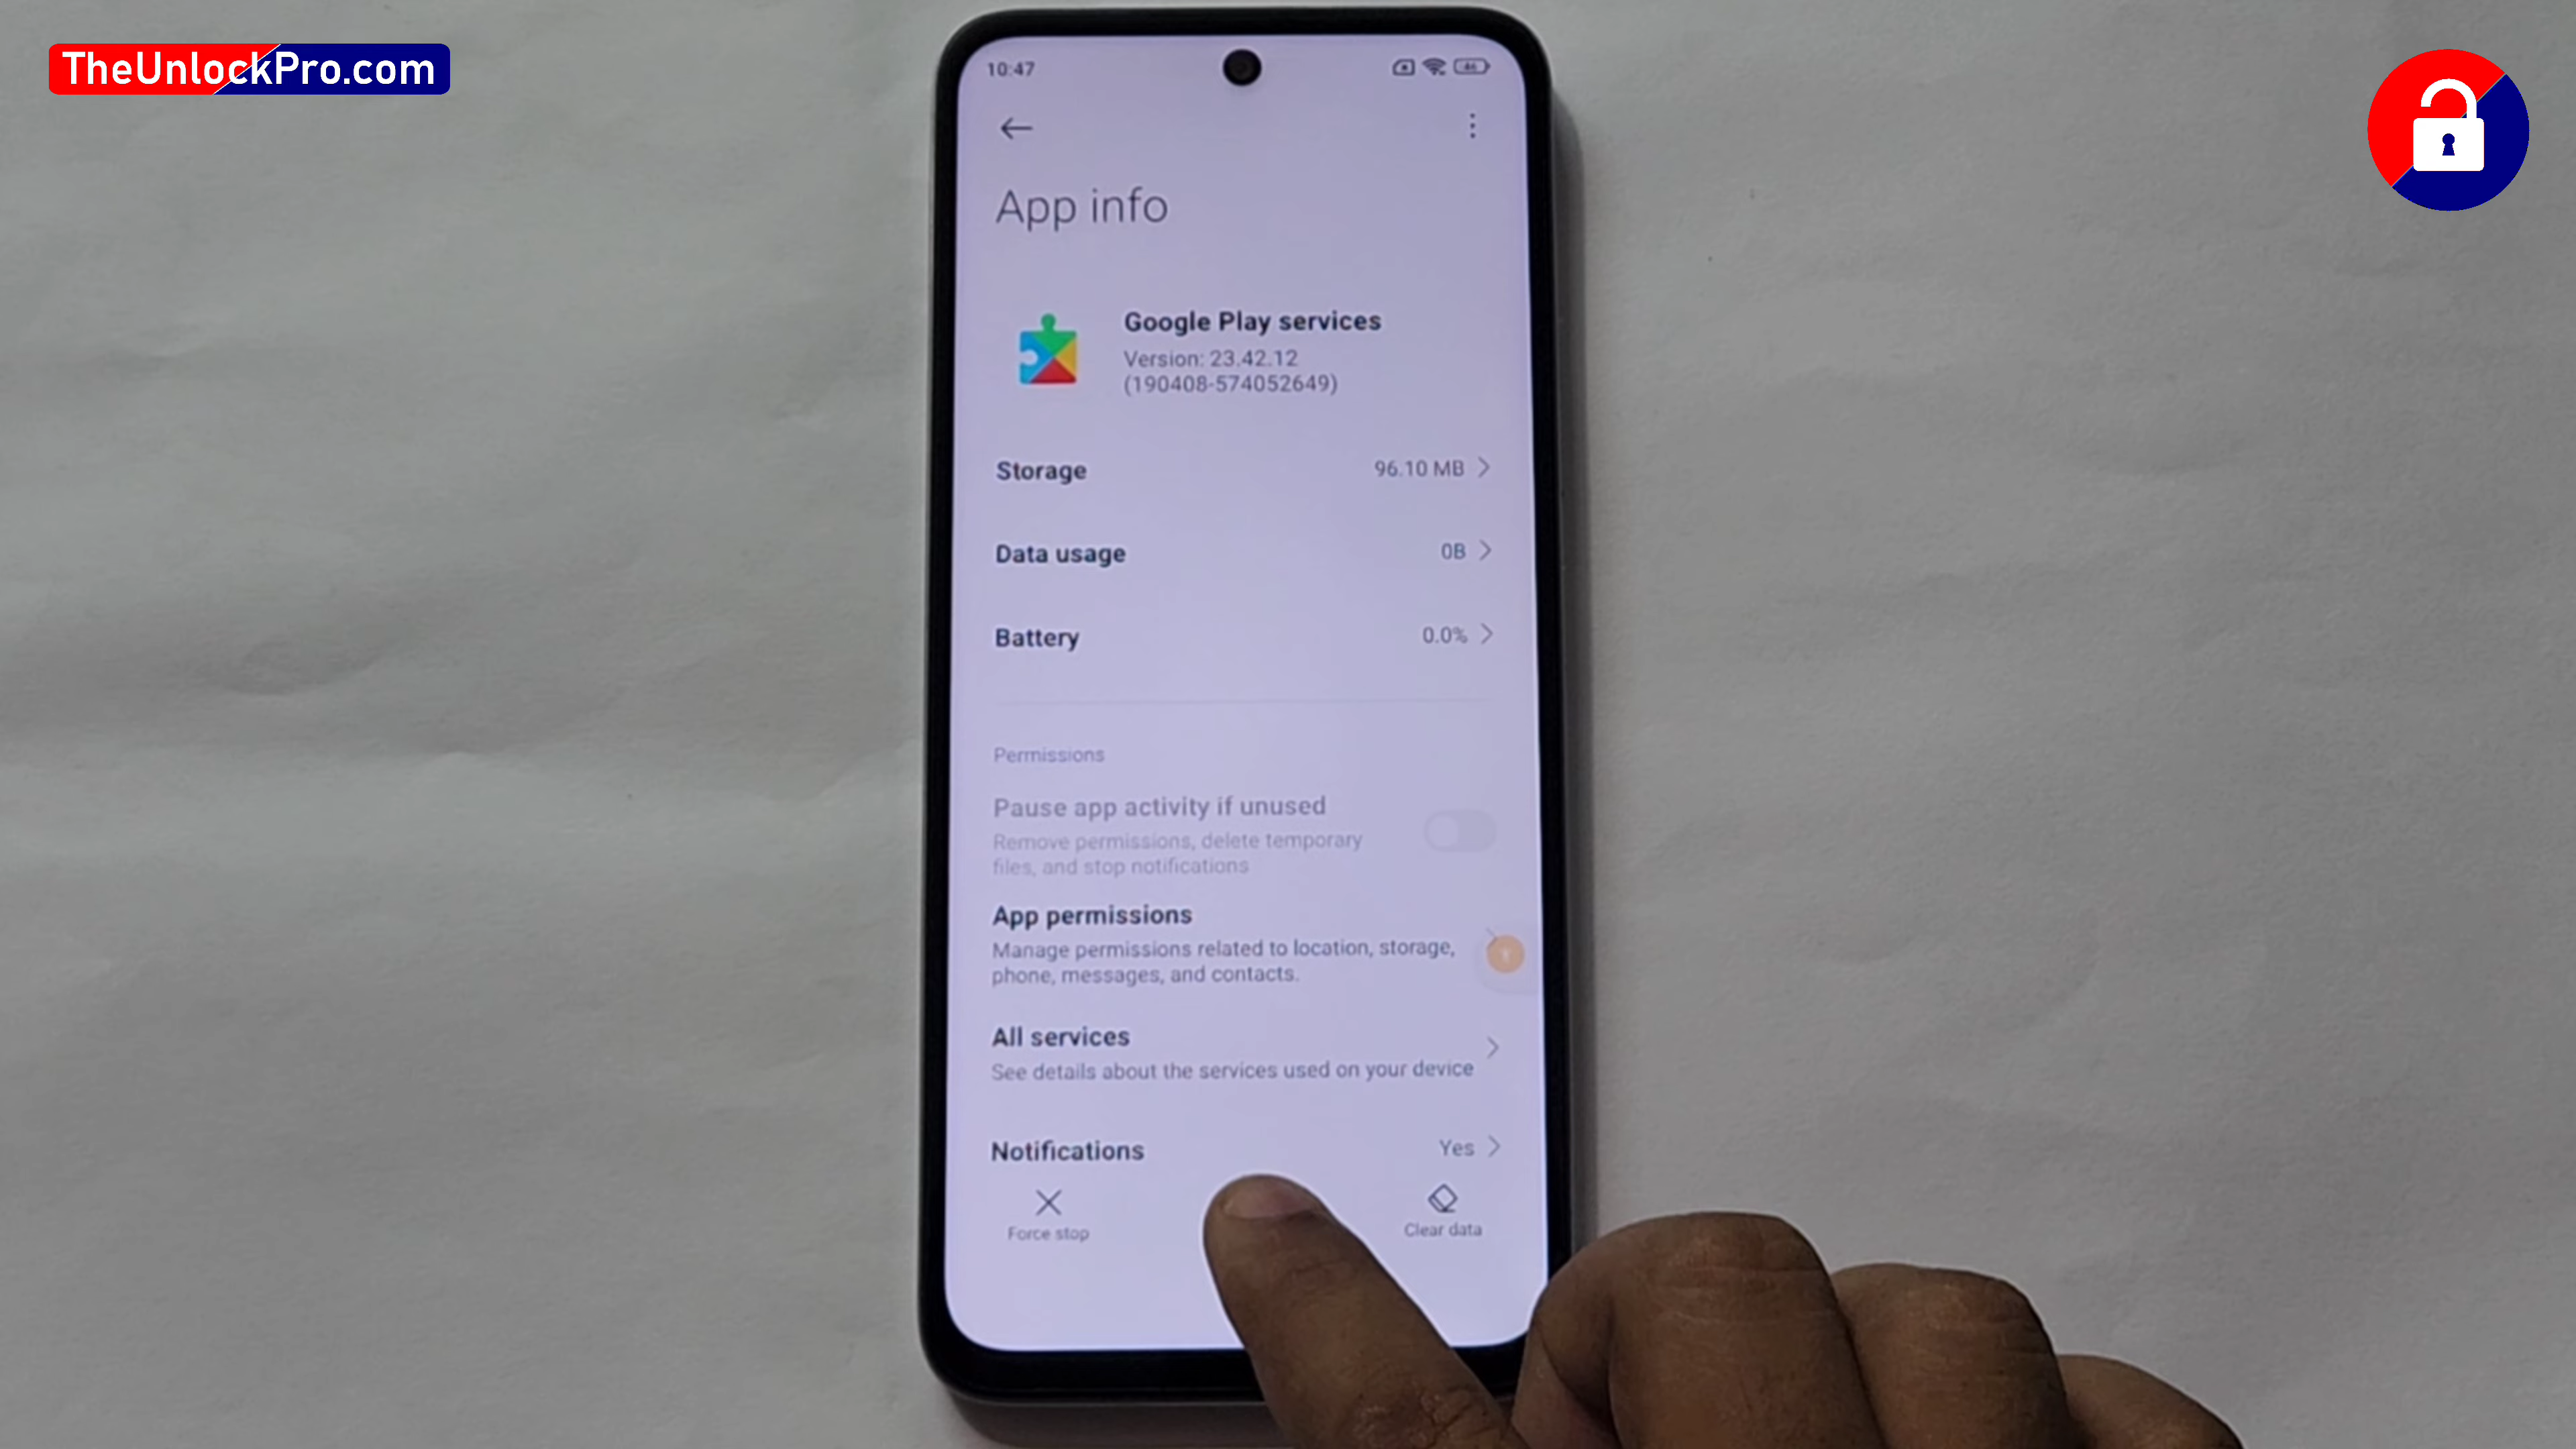 TheUnlockPro.com
10:47
46
App info
Google Play services
Version: 23.42.12
(190408-574052649)
Storage
96.10 MB
Data usage
0B
Battery
0.0%
Permissions
Pause app activity if unused
Remove permissions, delete temporary
files, and stop notifications
App permissions
Manage permissions related to location, storage,
phone, messages, and contacts.
All services
See details about the services used on your device
Notifications
Yes
Force stop
Clear data